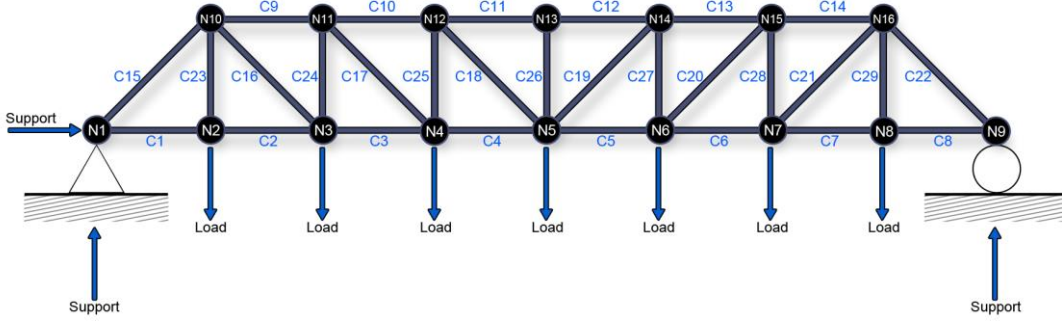 C9 C10 C11 C12 C13 C14
N10 N11 N12 N13 N14 N15 N16
C15 C23 C16 C24 C17 C25 C18 C26 C19 C27 C20 C28 C21 C29 C22
Support
N1 N2 N3 N4 N5 N6 N7 N8 N9
C1 C2 C3 C4 C5 C6 C7 C8
Load Load Load Load Load Load Load
Support Support